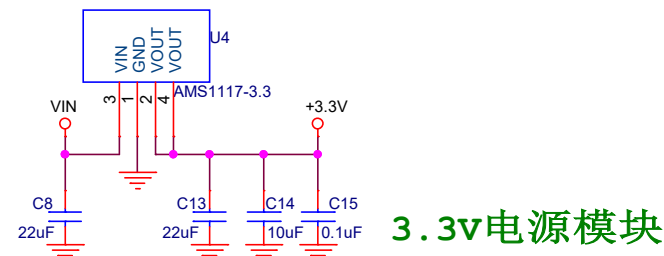 U4
VIN
GND
VOUT
VOUT
3
1
2
4
AMS1117-3.3
VIN
+3.3V
C8
C13
C14
C15
22uF
22uF
10uF
0.1uF
3.3V电源模块